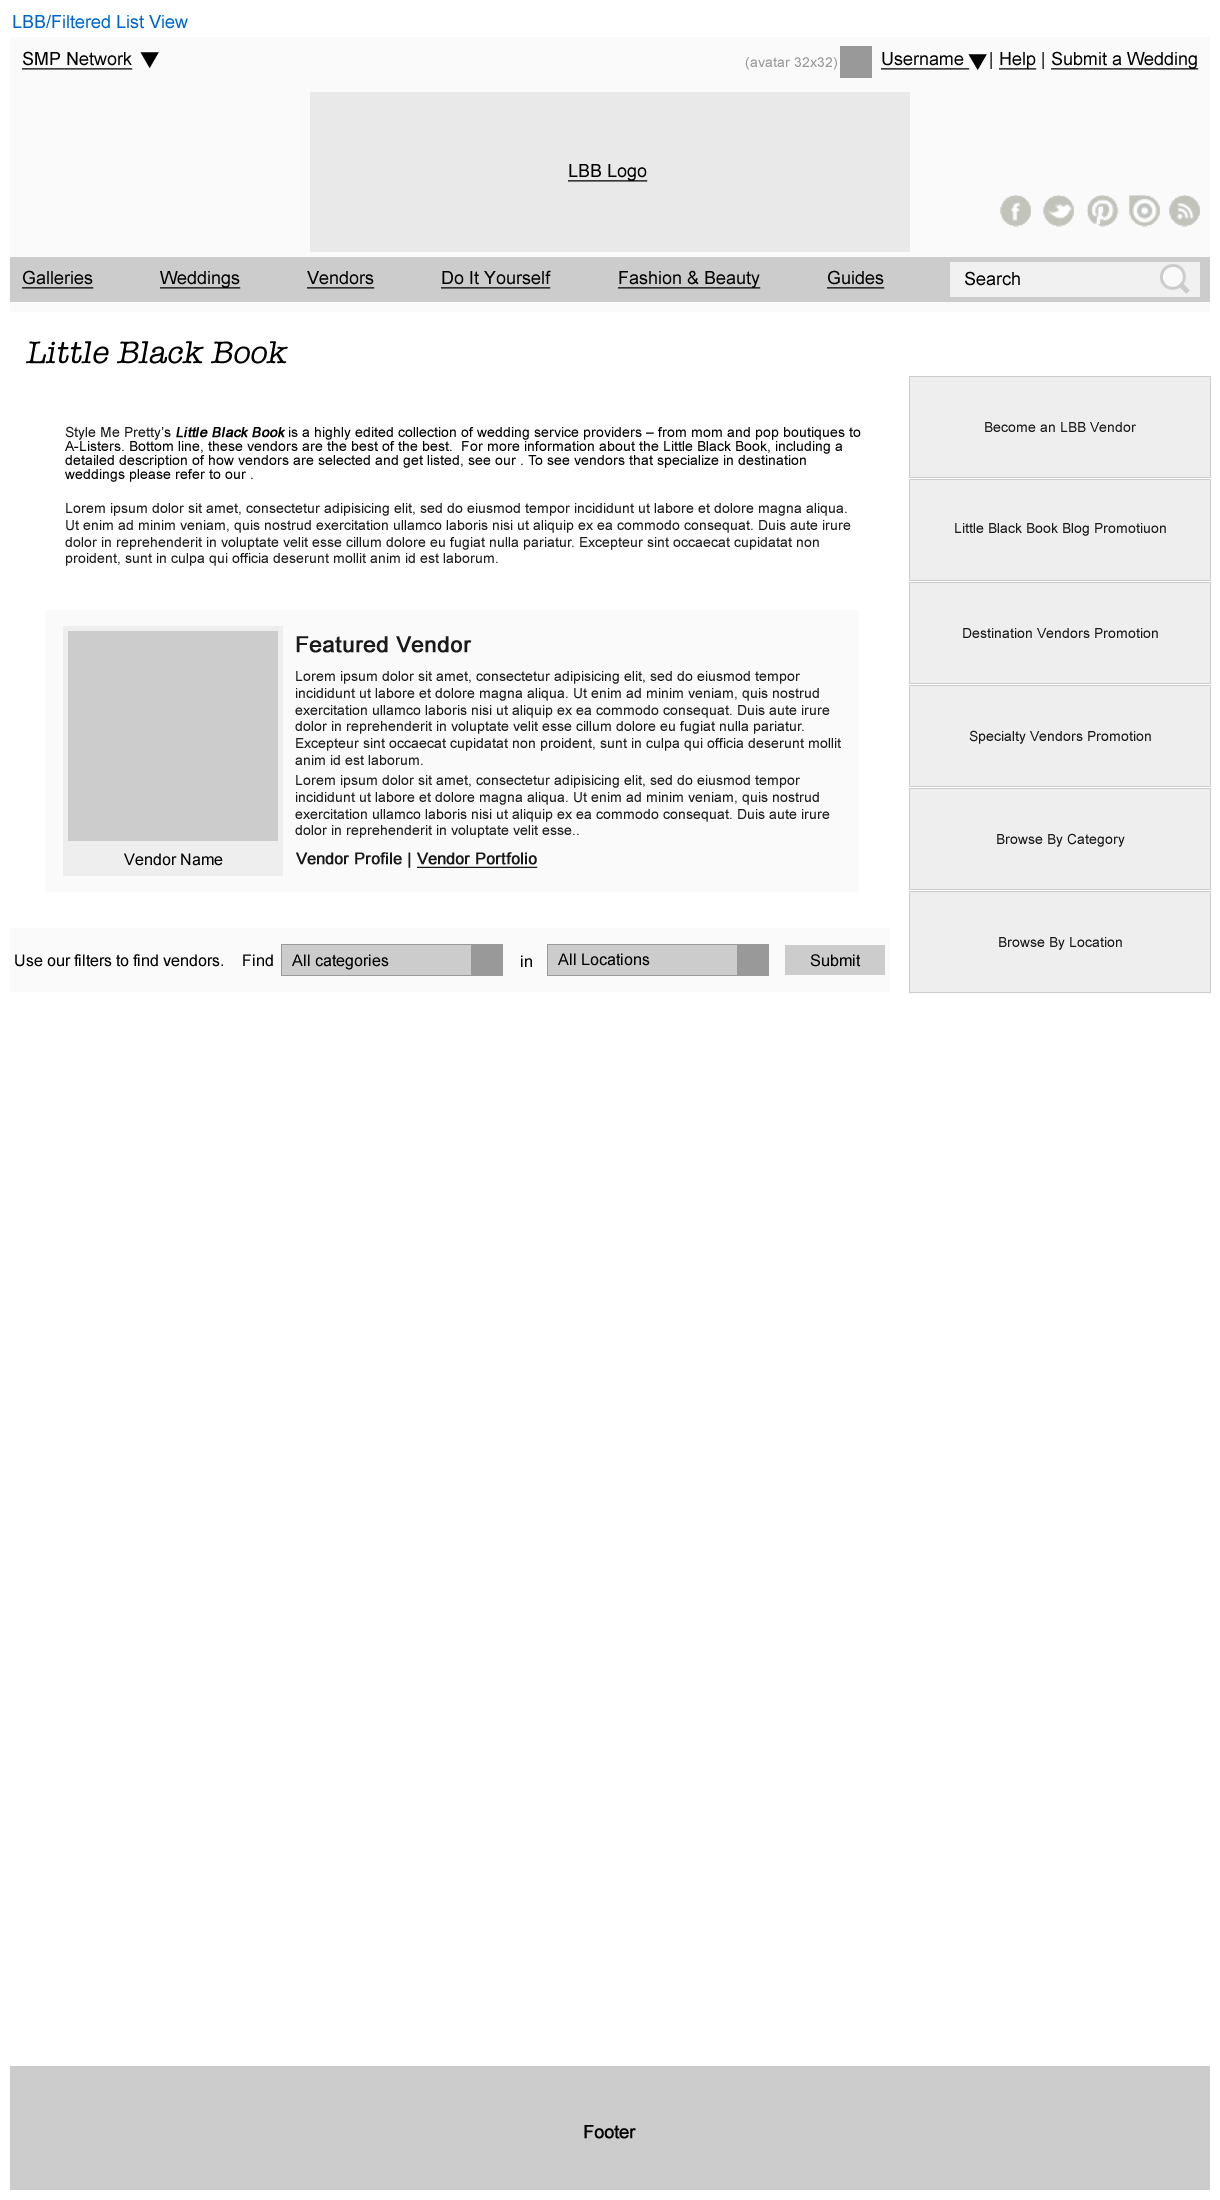 LBB/Filtered List View
SMP Network
(avatar 32x32)
Username | Help | Submit a Wedding
LBB Logo
Galleries Weddings Vendors Do It Yourself Fashion & Beauty Guides Search
Little Black Book
Style Me Pretty's Little Black Book is a highly edited collection of wedding service providers – from mom and pop boutiques to
A-Listers. Bottom line, these vendors are the best of the best.  For more information about the Little Black Book, including a
detailed description of how vendors are selected and get listed, see our . To see vendors that specialize in destination
weddings please refer to our .
Lorem ipsum dolor sit amet, consectetur adipisicing elit, sed do eiusmod tempor incididunt ut labore et dolore magna aliqua.
Ut enim ad minim veniam, quis nostrud exercitation ullamco laboris nisi ut aliquip ex ea commodo consequat. Duis aute irure
dolor in reprehenderit in voluptate velit esse cillum dolore eu fugiat nulla pariatur. Excepteur sint occaecat cupidatat non
proident, sunt in culpa qui officia deserunt mollit anim id est laborum.
Featured Vendor
Lorem ipsum dolor sit amet, consectetur adipisicing elit, sed do eiusmod tempor
incididunt ut labore et dolore magna aliqua. Ut enim ad minim veniam, quis nostrud
exercitation ullamco laboris nisi ut aliquip ex ea commodo consequat. Duis aute irure
dolor in reprehenderit in voluptate velit esse cillum dolore eu fugiat nulla pariatur.
Excepteur sint occaecat cupidatat non proident, sunt in culpa qui officia deserunt mollit
anim id est laborum.
Lorem ipsum dolor sit amet, consectetur adipisicing elit, sed do eiusmod tempor
incididunt ut labore et dolore magna aliqua. Ut enim ad minim veniam, quis nostrud
exercitation ullamco laboris nisi ut aliquip ex ea commodo consequat. Duis aute irure
dolor in reprehenderit in voluptate velit esse..
Vendor Name
Vendor Profile | Vendor Portfolio
Use our filters to find vendors. Find All categories in All Locations Submit
Become an LBB Vendor
Little Black Book Blog Promotiuon
Destination Vendors Promotion
Specialty Vendors Promotion
Browse By Category
Browse By Location
Footer